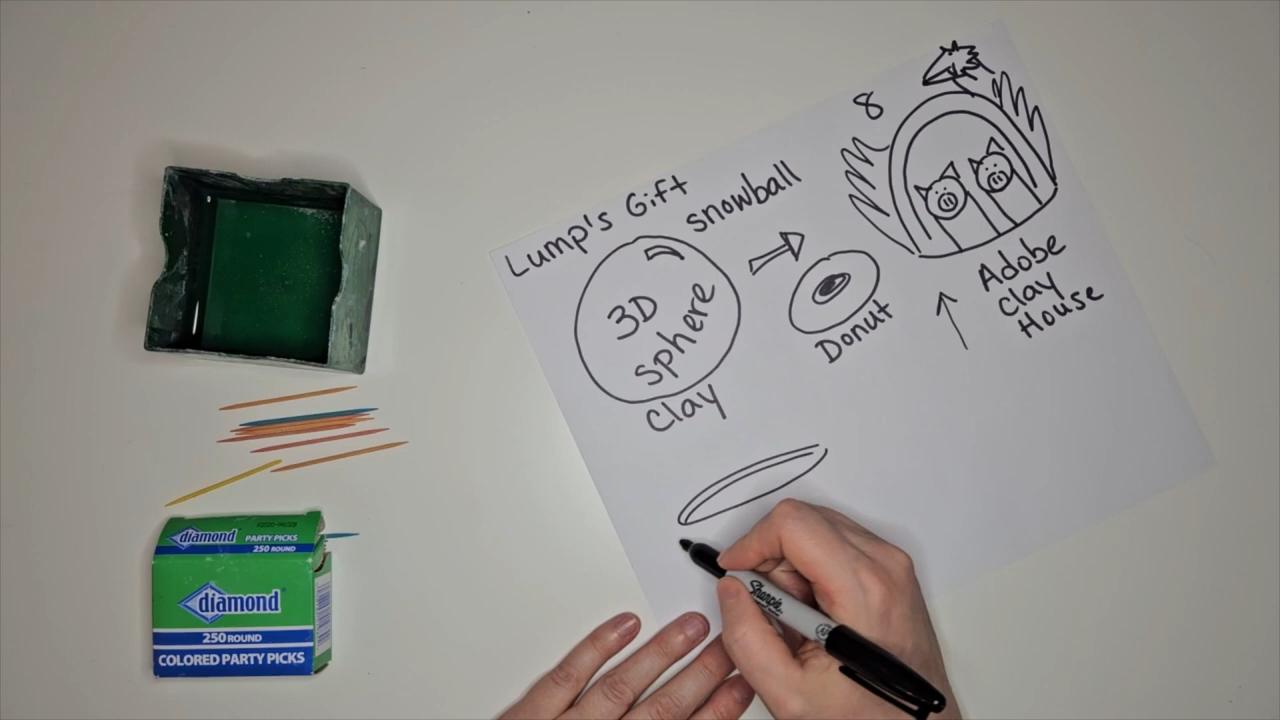 Lump's Gift
snowball
3D
sphere
clay
Donut
8
Adobe
clay
House
diamond PARTY PICKS
250 ROUND
diamond
250 ROUND
COLORED PARTY PICKS
Sharpie